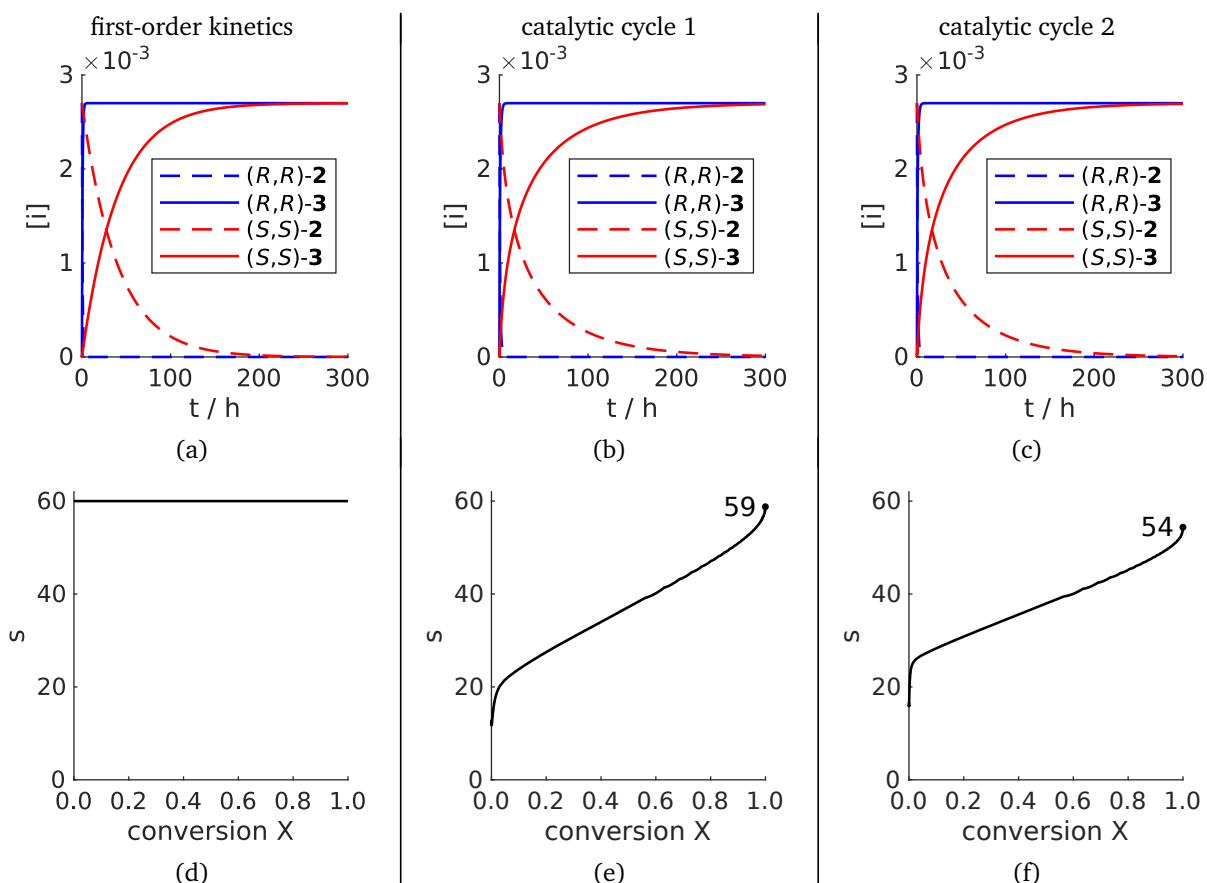 first-order kinetics
catalytic cycle 1
catalytic cycle 2
×10⁻³
3
2
1
0
[i]
(R,R)-2
(R,R)-3
(S,S)-2
(S,S)-3
0 100 200 300
t / h
(a)
×10⁻³
3
2
1
0
[i]
(R,R)-2
(R,R)-3
(S,S)-2
(S,S)-3
0 100 200 300
t / h
(b)
×10⁻³
3
2
1
0
[i]
(R,R)-2
(R,R)-3
(S,S)-2
(S,S)-3
0 100 200 300
t / h
(c)
60
40
20
0
s
0.0 0.2 0.4 0.6 0.8 1.0
conversion X
(d)
60
59
40
20
0
s
0.0 0.2 0.4 0.6 0.8 1.0
conversion X
(e)
60
54
40
20
0
s
0.0 0.2 0.4 0.6 0.8 1.0
conversion X
(f)